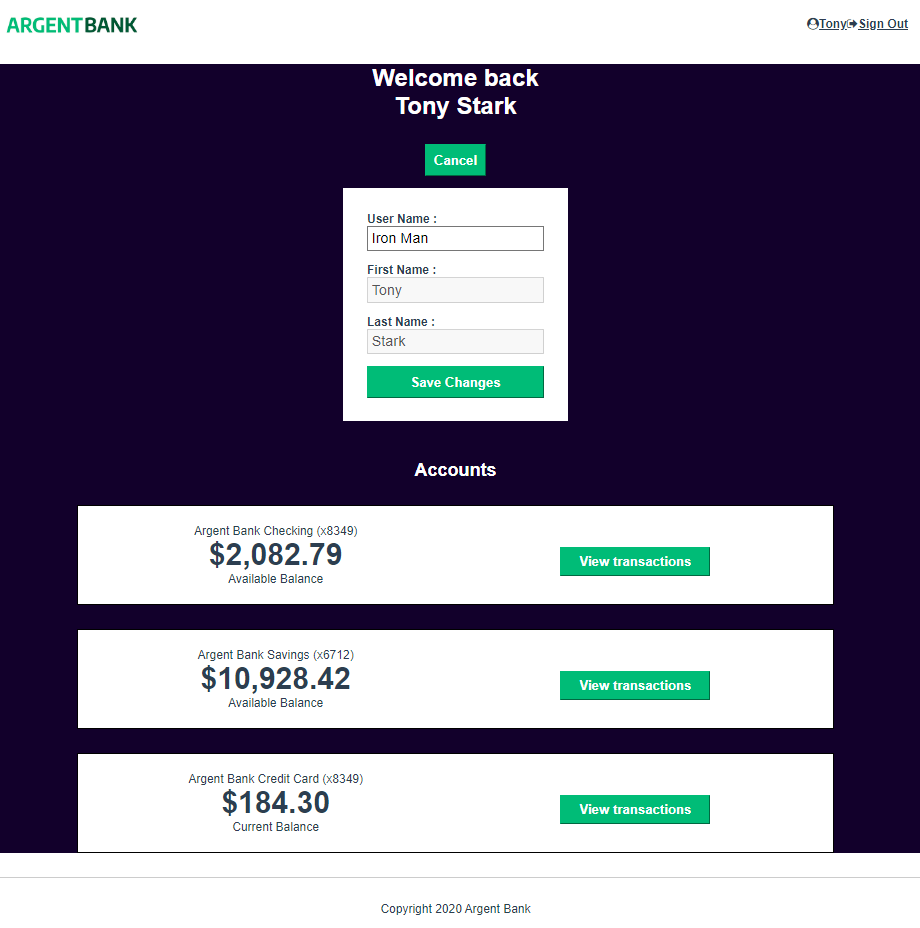 ARGENTBANK
Tony Sign Out
Welcome back
Tony Stark
Cancel
User Name :
Iron Man
First Name :
Tony
Last Name :
Stark
Save Changes
Accounts
Argent Bank Checking (x8349)
$2,082.79
Available Balance
View transactions
Argent Bank Savings (x6712)
$10,928.42
Available Balance
View transactions
Argent Bank Credit Card (x8349)
$184.30
Current Balance
View transactions
Copyright 2020 Argent Bank